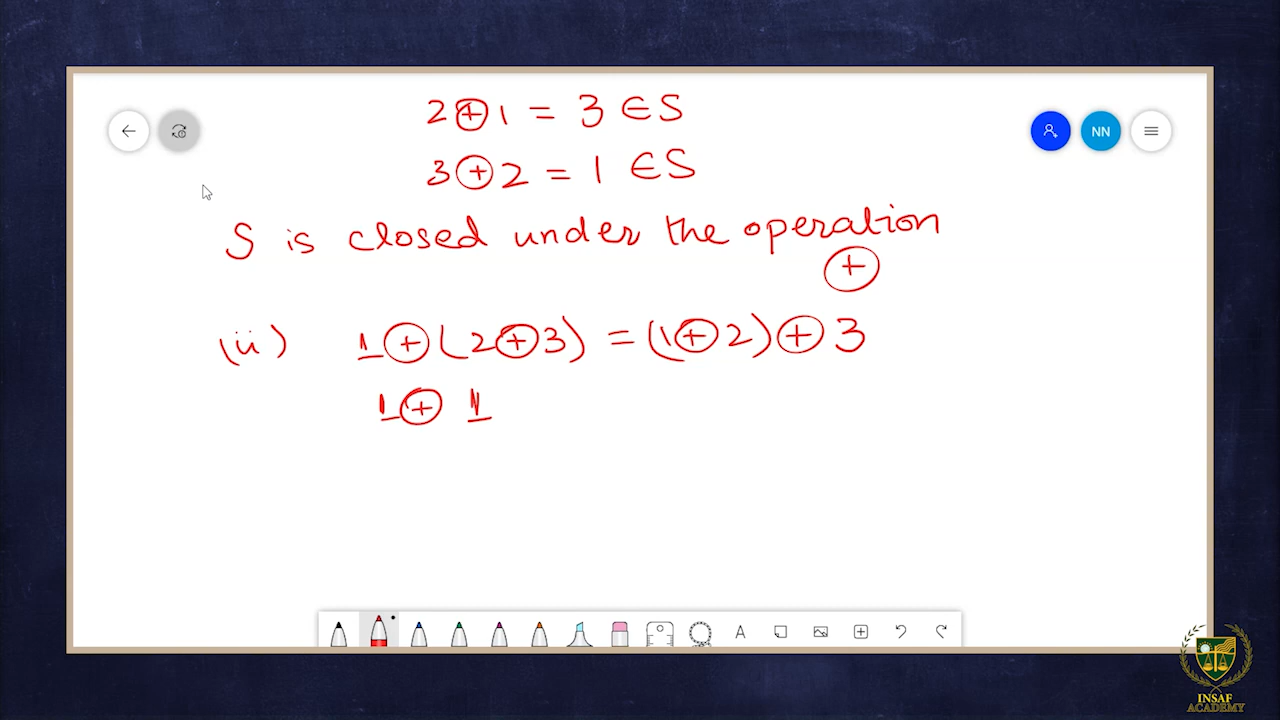 2⊕1 = 3 ∈ S
3⊕2 = 1 ∈ S
NN
S is closed under the operation
⊕
(ii) 1⊕(2⊕3) = (1⊕2)⊕3
1⊕ 1
A
INSAF
ACADEMY